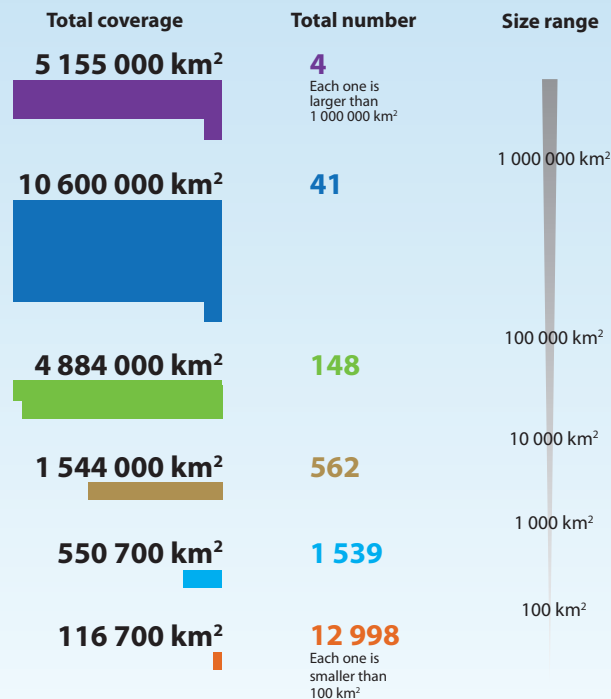 Total coverage Total number Size range
5 155 000 km² 4
Each one is
larger than
1 000 000 km²
1 000 000 km²
10 600 000 km² 41
100 000 km²
4 884 000 km² 148
10 000 km²
1 544 000 km² 562
1 000 km²
550 700 km² 1 539
100 km²
116 700 km² 12 998
Each one is
smaller than
100 km²